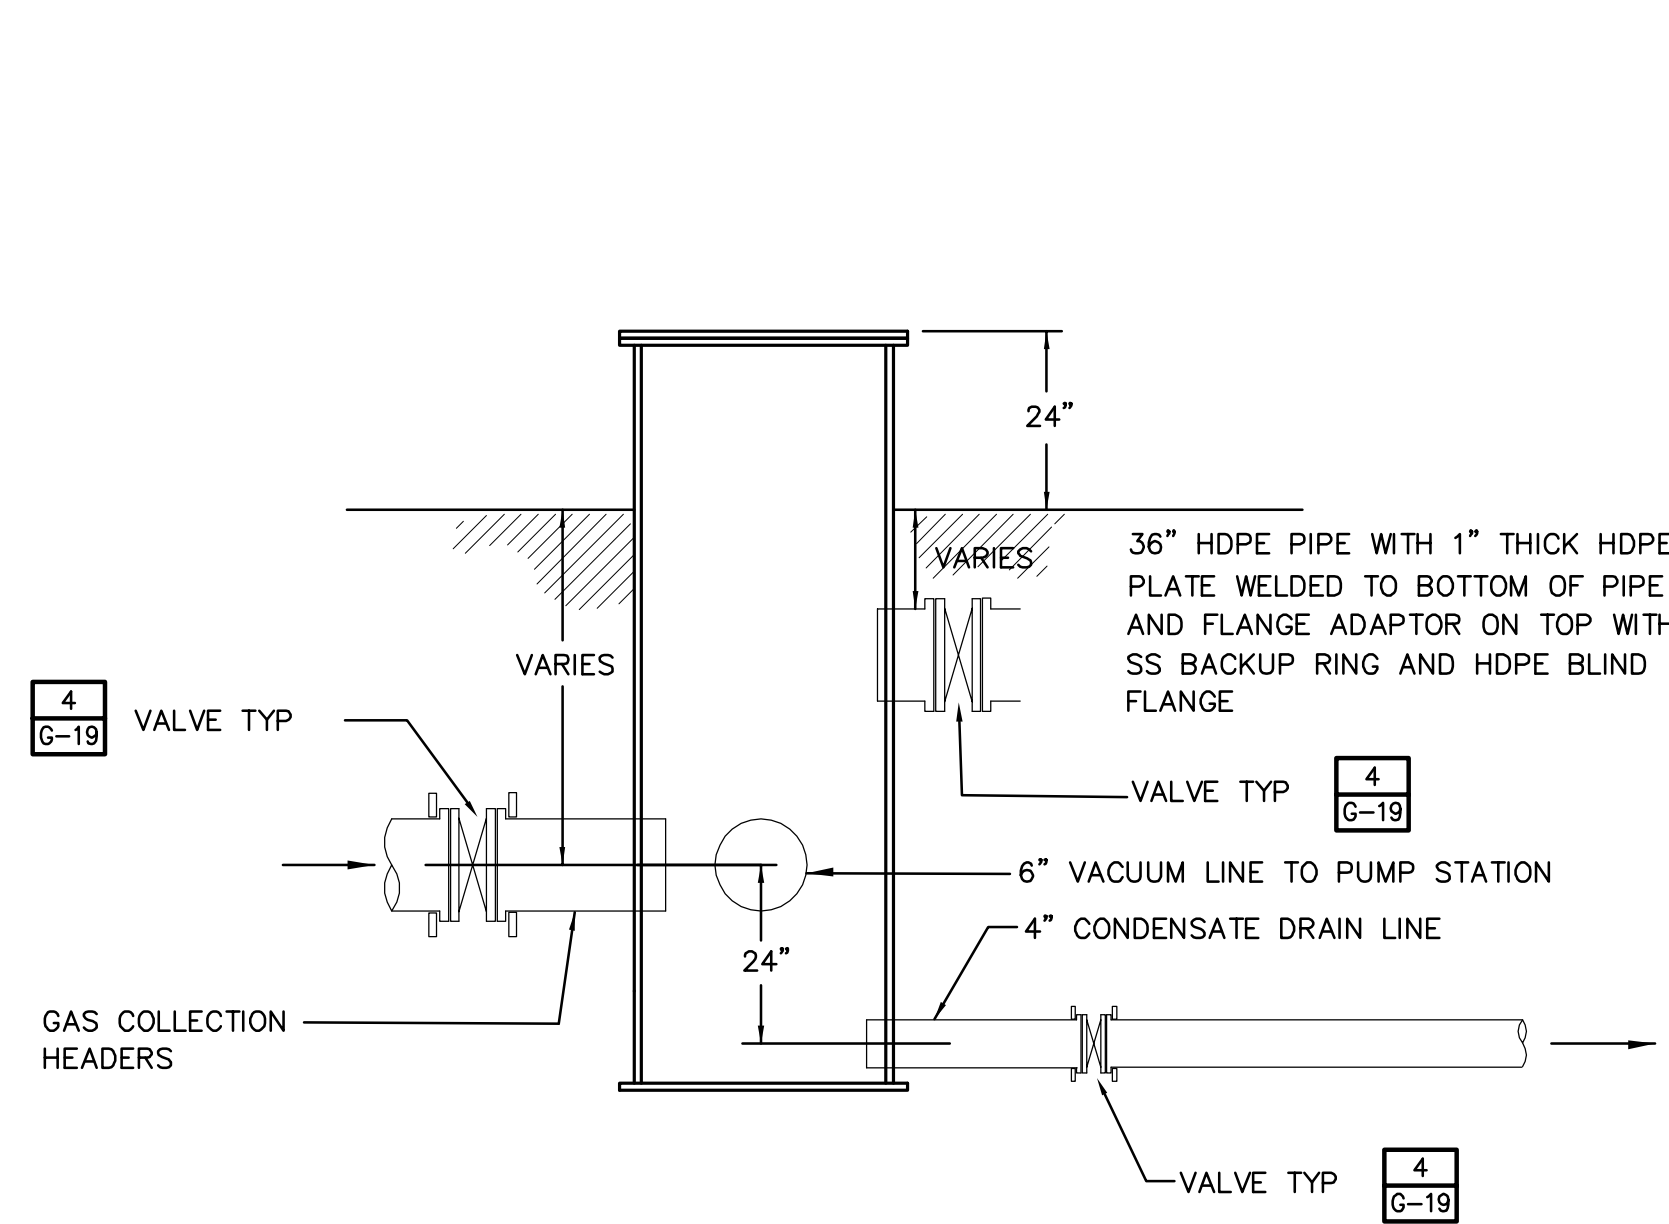 24”
36” HDPE PIPE WITH 1” THICK HDPE
PLATE WELDED TO BOTTOM OF PIPE
AND FLANGE ADAPTOR ON TOP WITH
SS BACKUP RING AND HDPE BLIND
FLANGE
VARIES
VARIES
4
G-19
VALVE TYP
VALVE TYP
4
G-19
6” VACUUM LINE TO PUMP STATION
4” CONDENSATE DRAIN LINE
24”
GAS COLLECTION
HEADERS
VALVE TYP
4
G-19